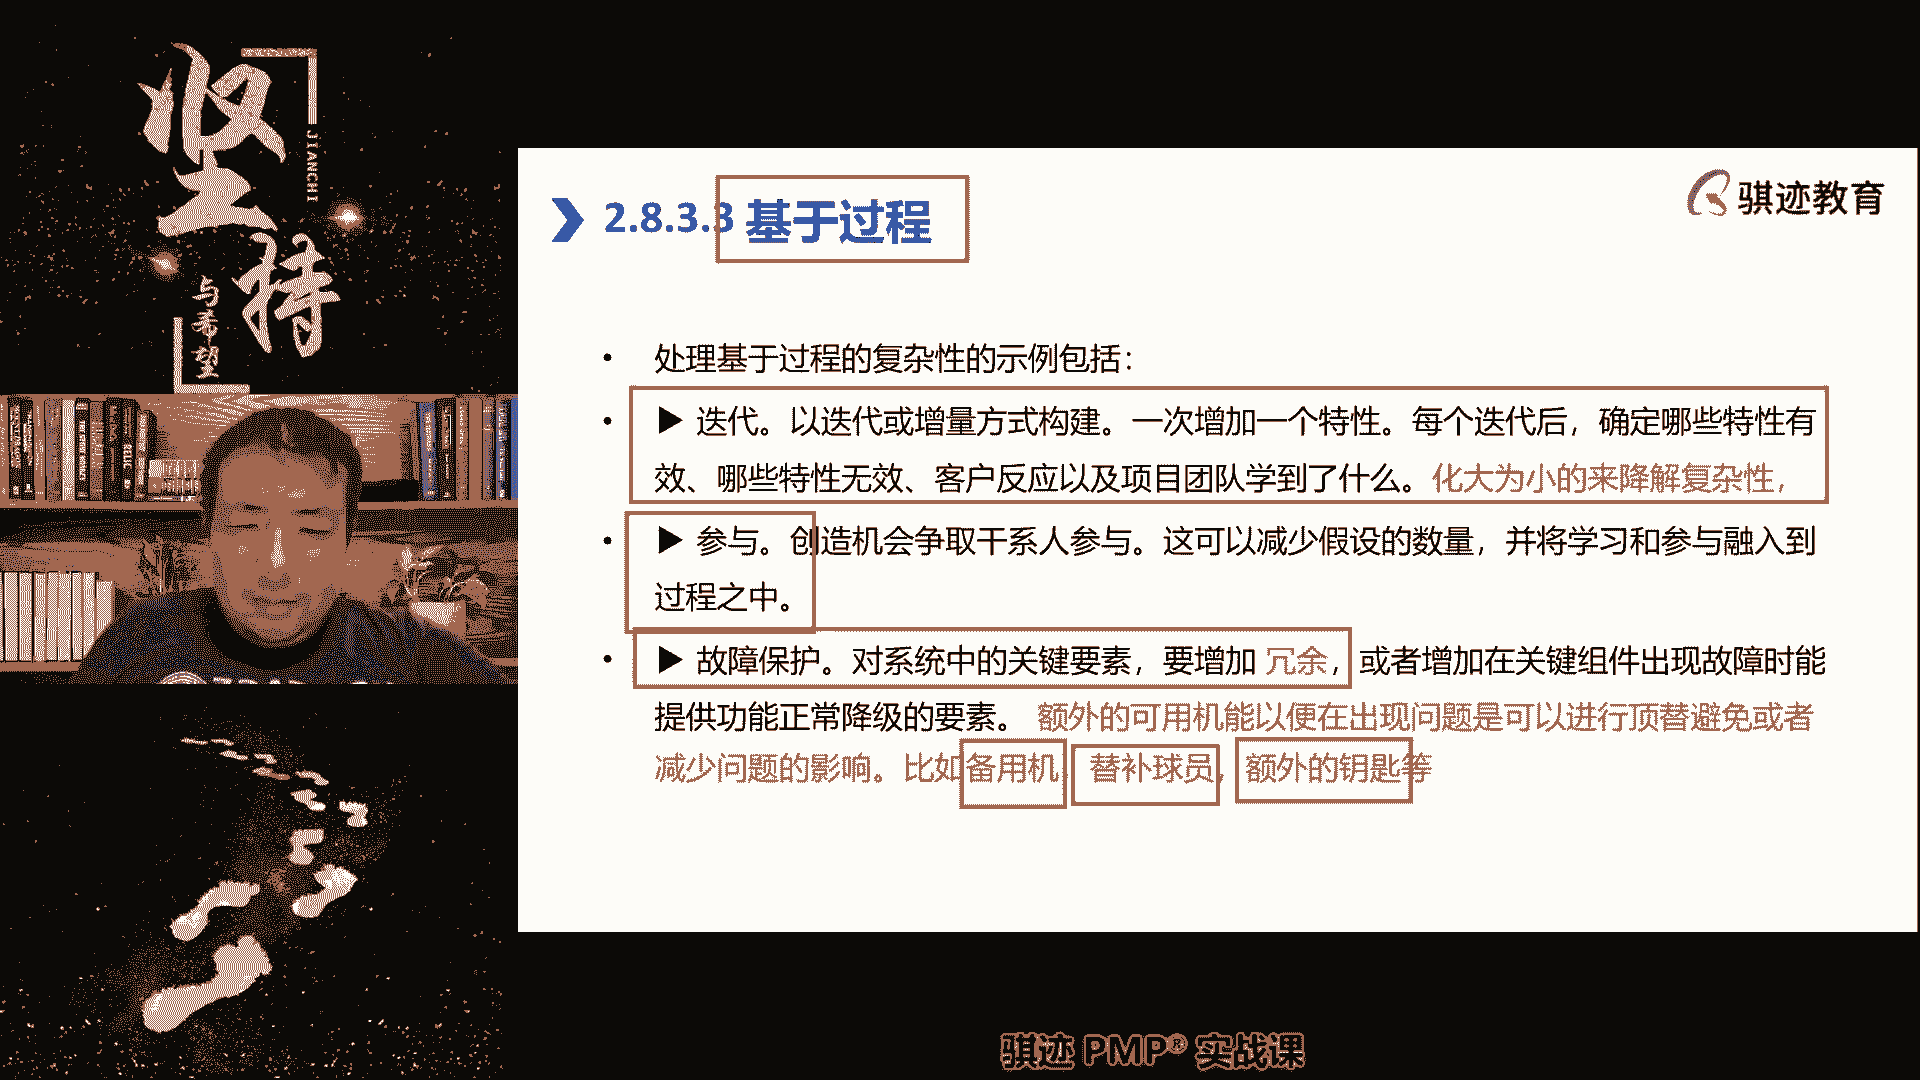 坚持
JIANCHI
与希望
2.8.3.3 基于过程
骐迹教育
• 处理基于过程的复杂性的示例包括：
• ▶ 迭代。以迭代或增量方式构建。一次增加一个特性。每个迭代后，确定哪些特性有
效、哪些特性无效、客户反应以及项目团队学到了什么。化大为小的来降解复杂性，
• ▶ 参与。创造机会争取干系人参与。这可以减少假设的数量，并将学习和参与融入到
过程之中。
• ▶ 故障保护。对系统中的关键要素，要增加 冗余，或者增加在关键组件出现故障时能
提供功能正常降级的要素。 额外的可用机能以便在出现问题是可以进行顶替避免或者
减少问题的影响。比如备用机，替补球员，额外的钥匙等
骐迹 PMP® 实战课